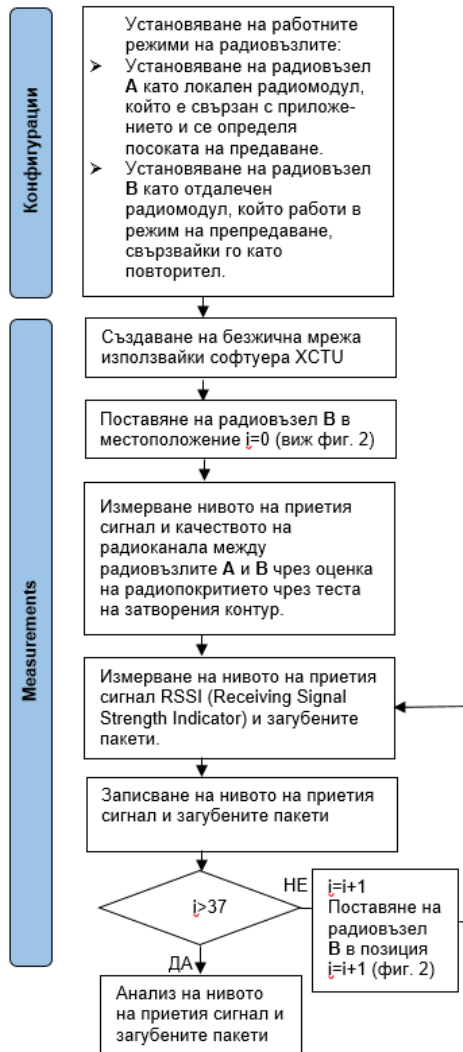 Конфигурации
Установяване на работните
режими на радиовъзлите:
➤ Установяване на радиовъзел
А като локален радиомодул,
който е свързан с приложе-
нието и се определя
посоката на предаване.
➤ Установяване на радиовъзел
В като отдалечен
радиомодул, който работи в
режим на препредаване,
свързвайки го като
повторител.
Measurements
Създаване на безжична мрежа
използвайки софтуера XCTU
Поставяне на радиовъзел В в
местоположение i=0 (виж фиг. 2)
Измерване нивото на приетия
сигнал и качеството на
радиоканала между
радиовъзлите А и В чрез оценка
на радиопокритието чрез теста
на затворения контур.
Измерване на нивото на приетия
сигнал RSSI (Receiving Signal
Strength Indicator) и загубените
пакети.
Записване на нивото на приетия
сигнал и загубените пакети
i>37
НЕ
i=i+1
Поставяне на
радиовъзел
В в позиция
i=i+1 (фиг. 2)
ДА
Анализ на нивото
на приетия сигнал и
загубените пакети